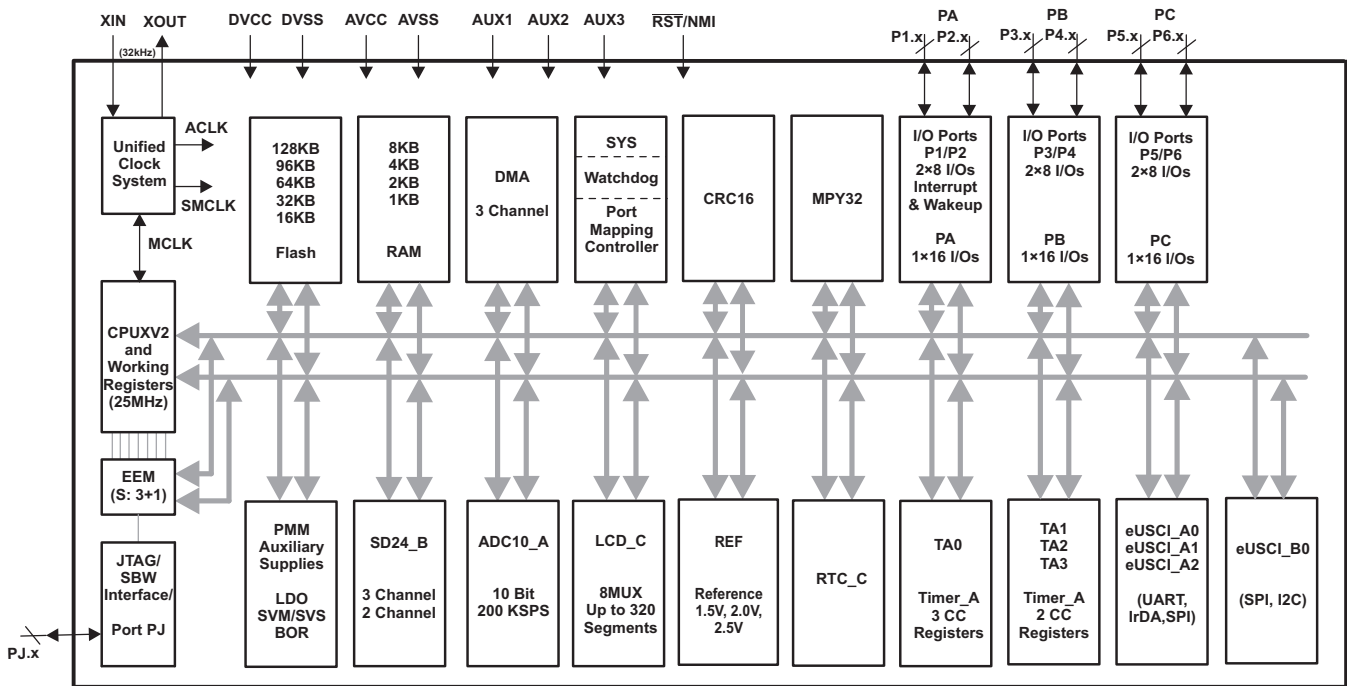 XIN
XOUT
(32kHz)
DVCC
DVSS
AVCC
AVSS
AUX1
AUX2
AUX3
RST/NMI
PA
P1.x
P2.x
PB
P3.x
P4.x
PC
P5.x
P6.x
Unified
Clock
System
ACLK
SMCLK
MCLK
128KB
96KB
64KB
32KB
16KB
Flash
8KB
4KB
2KB
1KB
RAM
DMA
3 Channel
SYS
Watchdog
Port
Mapping
Controller
CRC16
MPY32
I/O Ports
P1/P2
2×8 I/Os
Interrupt
& Wakeup
PA
1×16 I/Os
I/O Ports
P3/P4
2×8 I/Os
PB
1×16 I/Os
I/O Ports
P5/P6
2×8 I/Os
PC
1×16 I/Os
CPUXV2
and
Working
Registers
(25MHz)
EEM
(S: 3+1)
JTAG/
SBW
Interface/
Port PJ
PJ.x
PMM
Auxiliary
Supplies
LDO
SVM/SVS
BOR
SD24_B
3 Channel
2 Channel
ADC10_A
10 Bit
200 KSPS
LCD_C
8MUX
Up to 320
Segments
REF
Reference
1.5V, 2.0V,
2.5V
RTC_C
TA0
Timer_A
3 CC
Registers
TA1
TA2
TA3
Timer_A
2 CC
Registers
eUSCI_A0
eUSCI_A1
eUSCI_A2
(UART,
IrDA,SPI)
eUSCI_B0
(SPI, I2C)